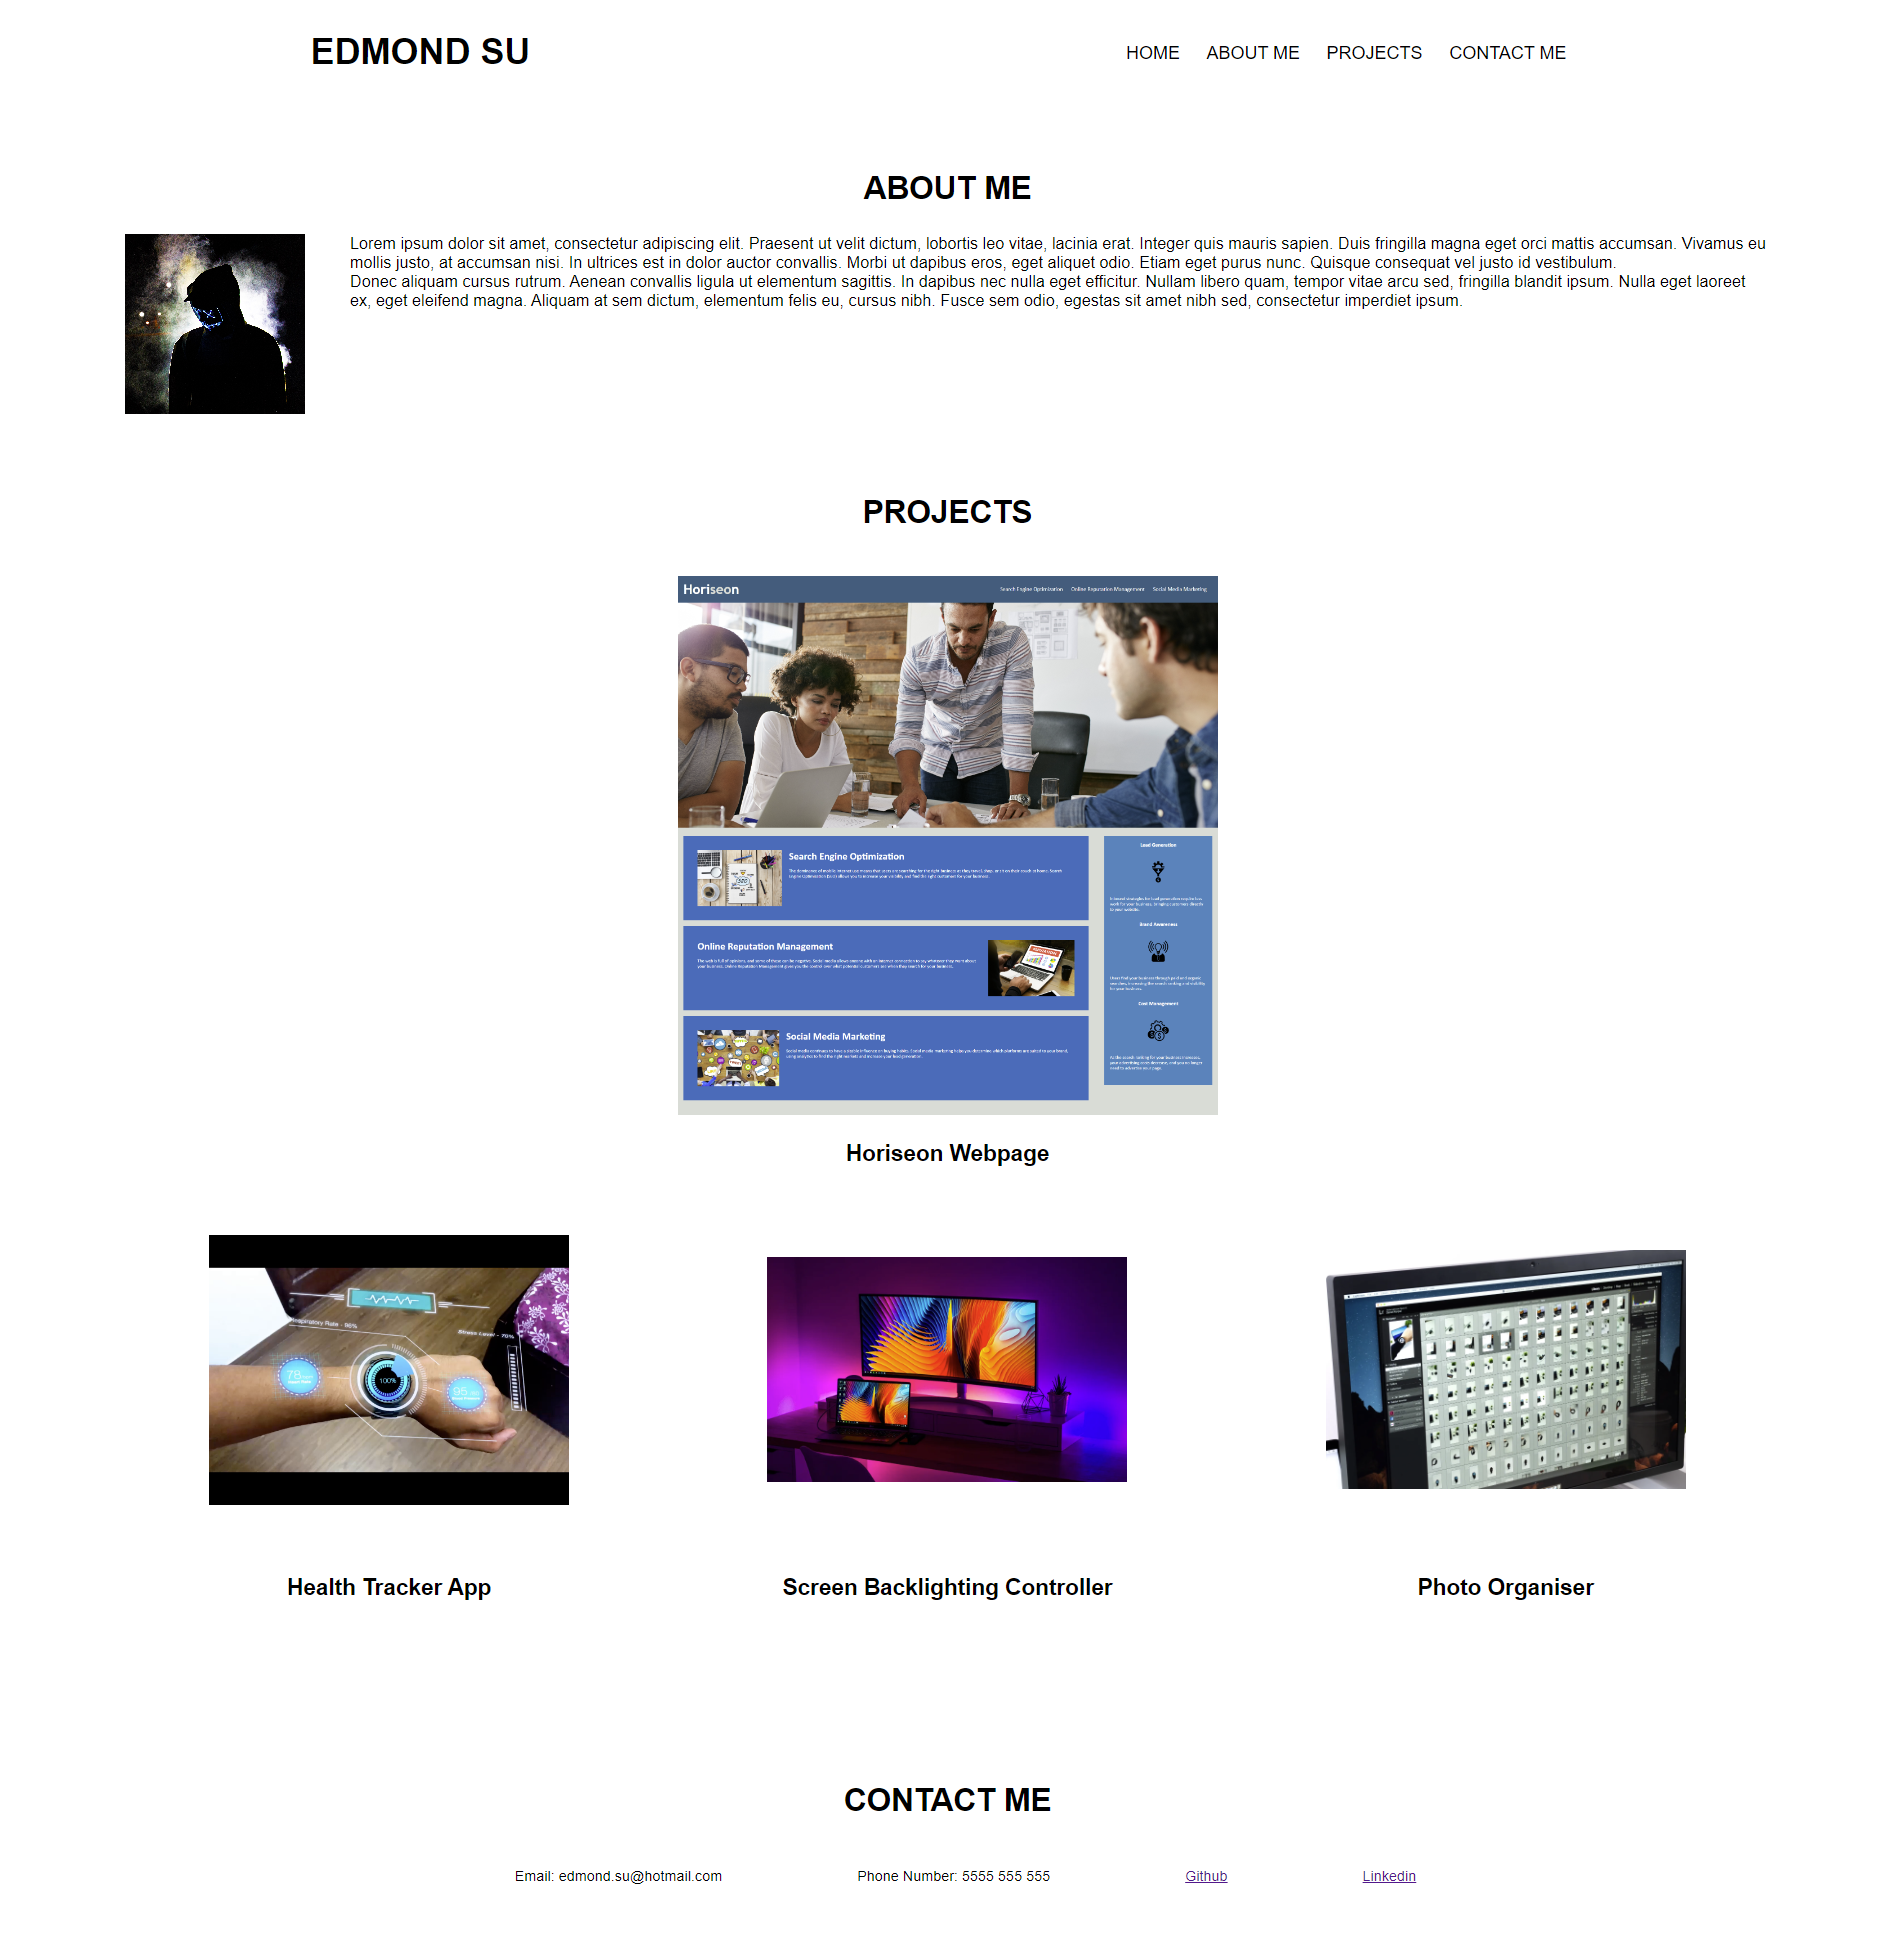 EDMOND SU
HOME ABOUT ME PROJECTS CONTACT ME
ABOUT ME
Lorem ipsum dolor sit amet, consectetur adipiscing elit. Praesent ut velit dictum, lobortis leo vitae, lacinia erat. Integer quis mauris sapien. Duis fringilla magna eget orci mattis accumsan. Vivamus eu
mollis justo, at accumsan nisi. In ultrices est in dolor auctor convallis. Morbi ut dapibus eros, eget aliquet odio. Etiam eget purus nunc. Quisque consequat vel justo id vestibulum.
Donec aliquam cursus rutrum. Aenean convallis ligula ut elementum sagittis. In dapibus nec nulla eget efficitur. Nullam libero quam, tempor vitae arcu sed, fringilla blandit ipsum. Nulla eget laoreet
ex, eget eleifend magna. Aliquam at sem dictum, elementum felis eu, cursus nibh. Fusce sem odio, egestas sit amet nibh sed, consectetur imperdiet ipsum.
PROJECTS
Horiseon
Search Engine Optimization Online Reputation Management Social Media Marketing
Search Engine Optimization
Online Reputation Management
Social Media Marketing
Lead Generation
Brand Awareness
Cost Management
Horiseon Webpage
Respiratory Rate - 96%
Stress Level - 76%
78
100%
95
Health Tracker App
Screen Backlighting Controller
Photo Organiser
CONTACT ME
Email: edmond.su@hotmail.com
Phone Number: 5555 555 555
Github
Linkedin